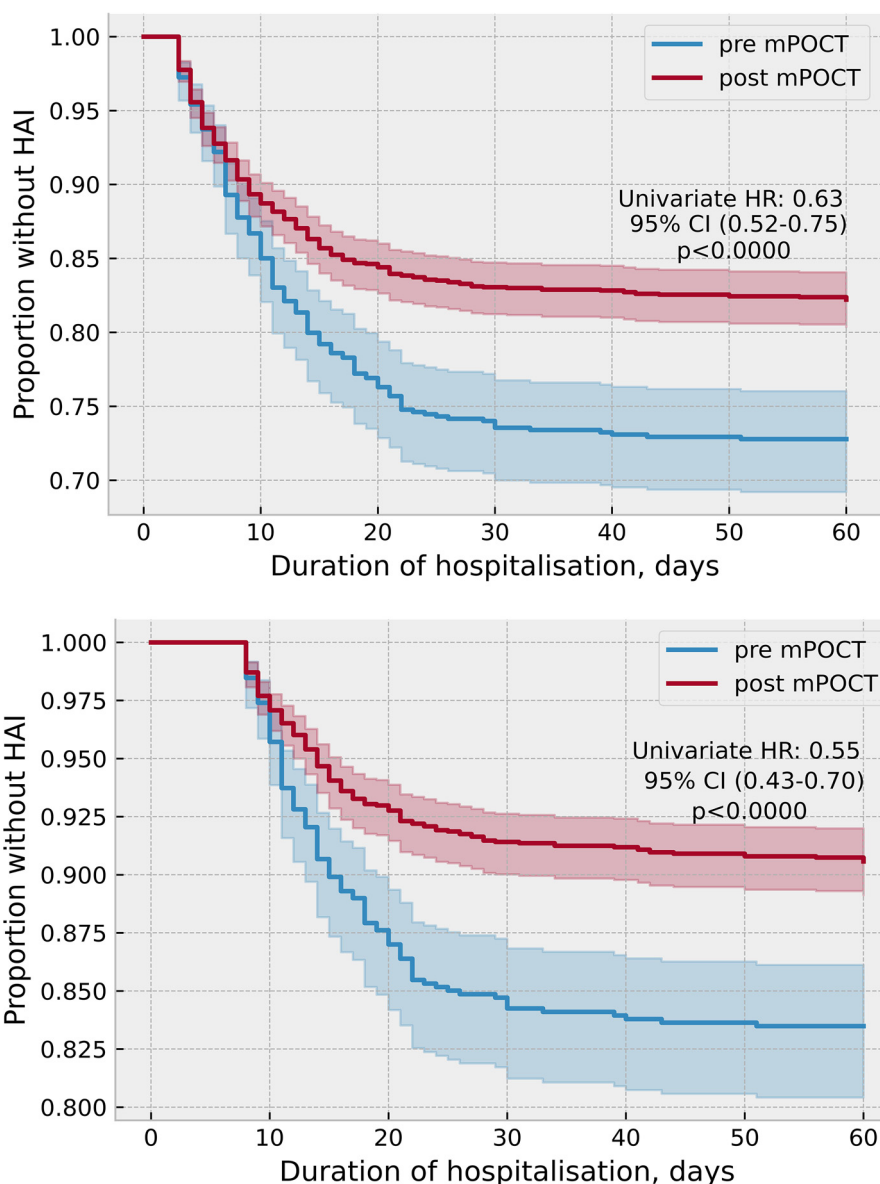 1.00
0.95
0.90
0.85
0.80
0.75
0.70
Proportion without HAI
pre mPOCT
post mPOCT
Univariate HR: 0.63
95% CI (0.52-0.75)
p<0.0000
0 10 20 30 40 50 60
Duration of hospitalisation, days
1.000
0.975
0.950
0.925
0.900
0.875
0.850
0.825
0.800
Proportion without HAI
pre mPOCT
post mPOCT
Univariate HR: 0.55
95% CI (0.43-0.70)
p<0.0000
0 10 20 30 40 50 60
Duration of hospitalisation, days